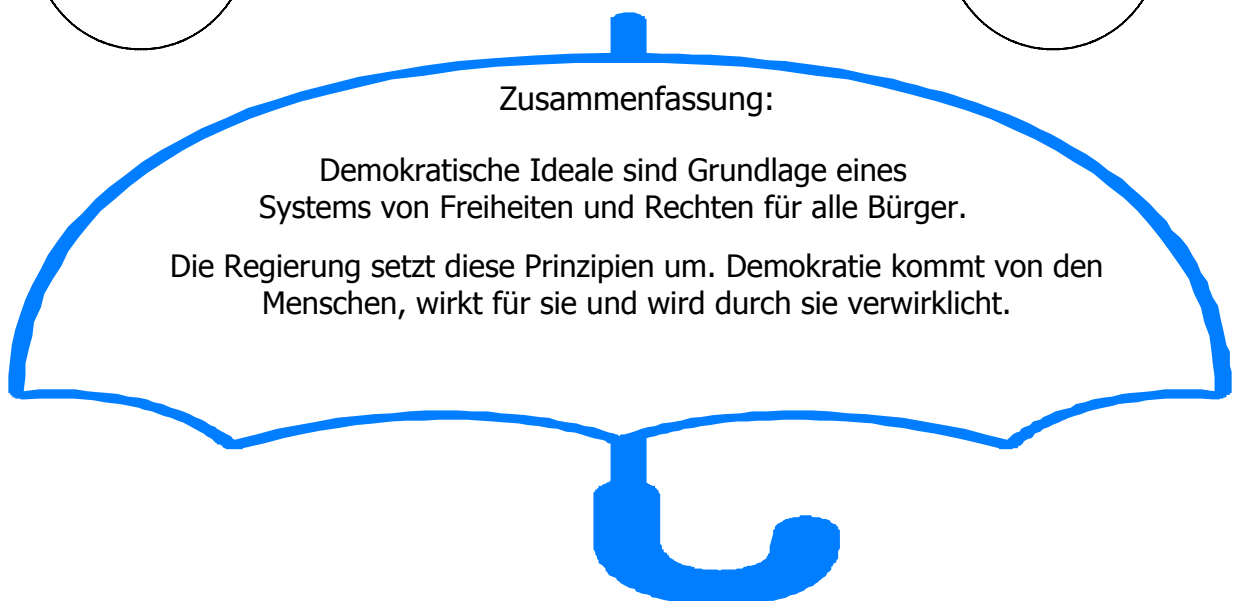 Zusammenfassung:
Demokratische Ideale sind Grundlage eines
Systems von Freiheiten und Rechten für alle Bürger.
Die Regierung setzt diese Prinzipien um. Demokratie kommt von den
Menschen, wirkt für sie und wird durch sie verwirklicht.